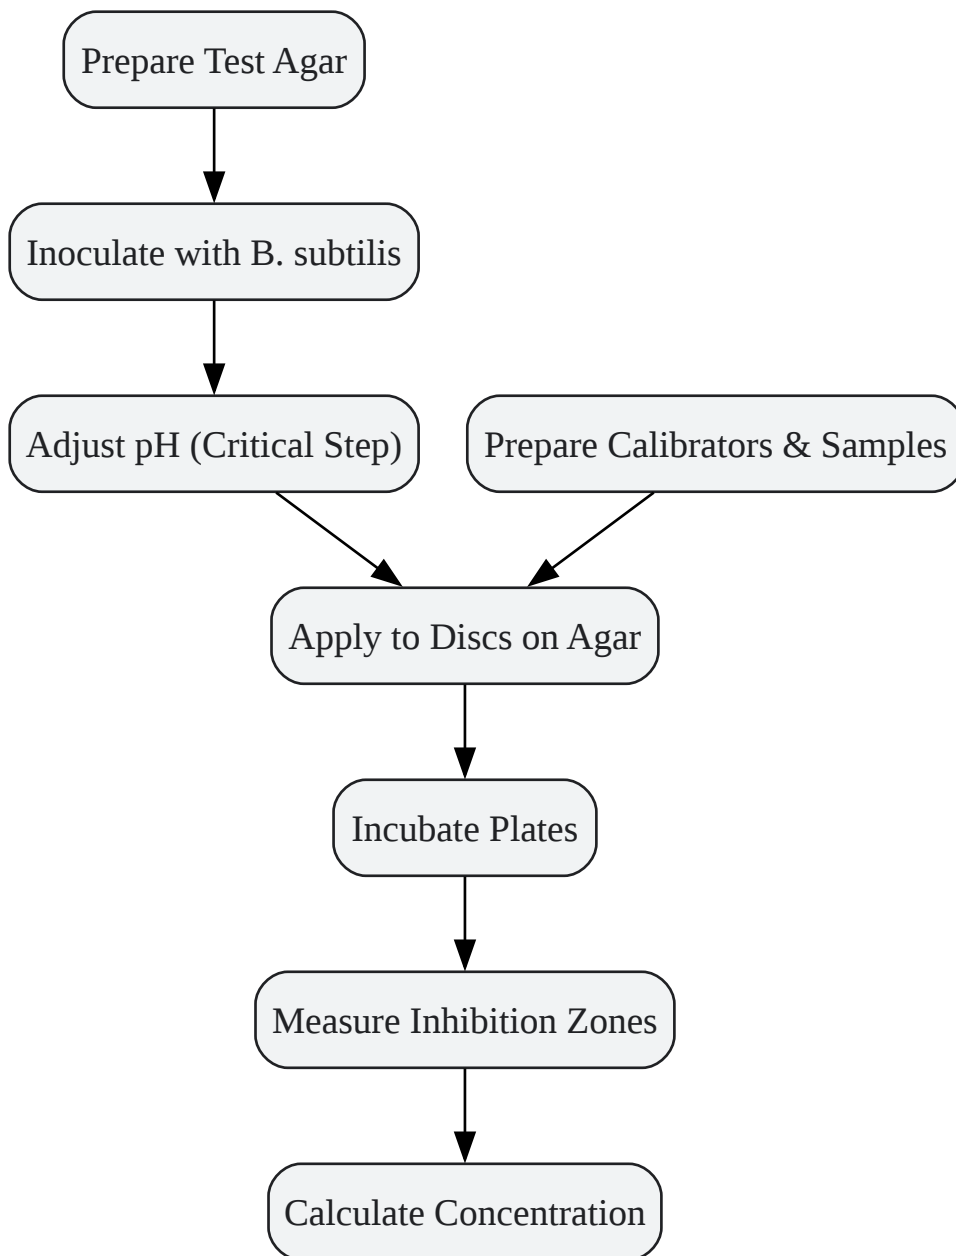 Prepare Test Agar
Inoculate with B. subtilis
Adjust pH (Critical Step)
Prepare Calibrators & Samples
Apply to Discs on Agar
Incubate Plates
Measure Inhibition Zones
Calculate Concentration